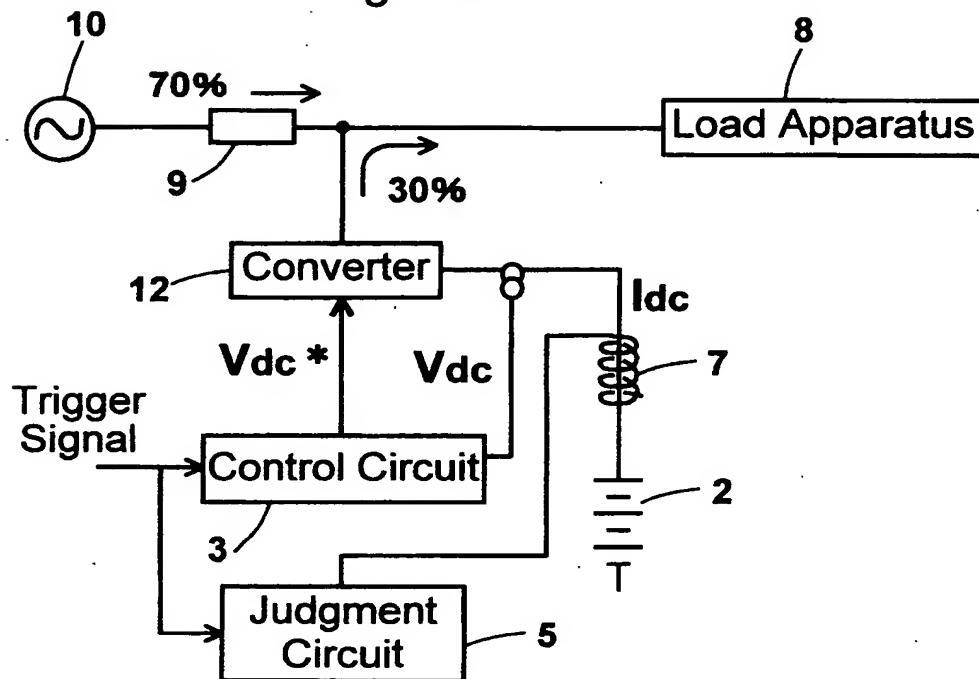 10
8
70%
Load Apparatus
9
30%
12
Converter
Idc
Vdc *
Vdc
7
Trigger
Signal
Control Circuit
2
3
Judgment
Circuit
5